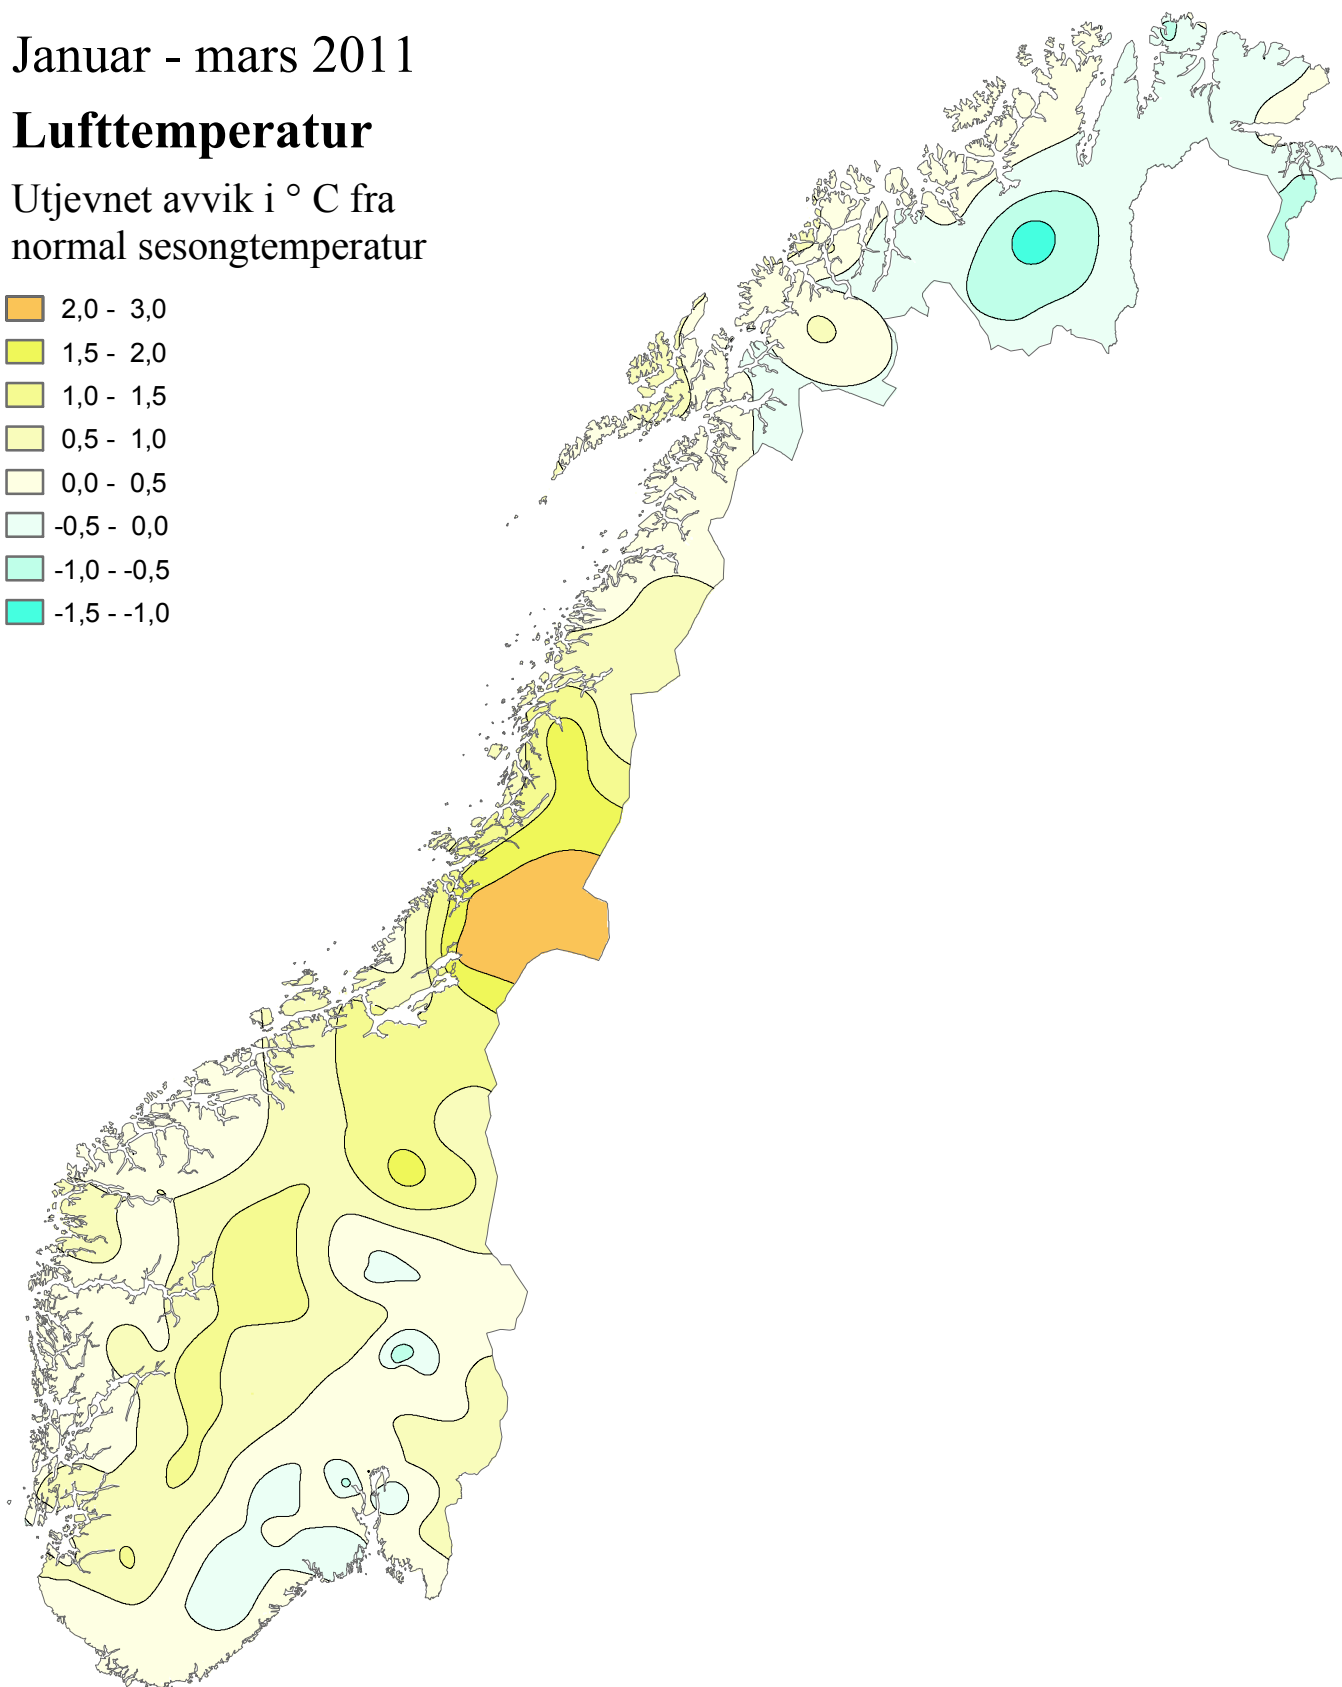 Januar - mars 2011
Lufttemperatur
Utjevnet avvik i ° C fra
normal sesongtemperatur
2,0 - 3,0
1,5 - 2,0
1,0 - 1,5
0,5 - 1,0
0,0 - 0,5
-0,5 - 0,0
-1,0 - -0,5
-1,5 - -1,0